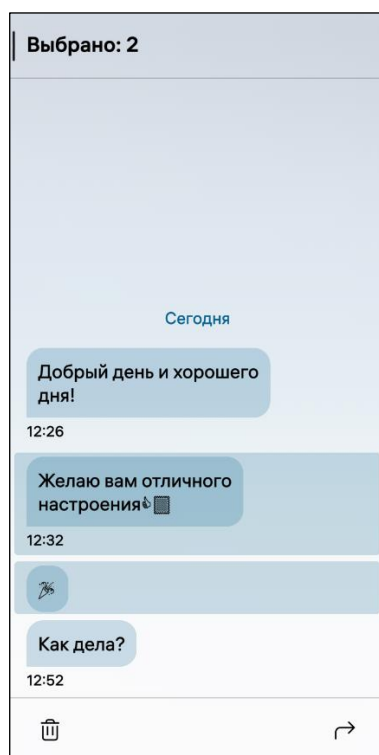 Выбрано: 2
Сегодня
Добрый день и хорошего
дня!
12:26
Желаю вам отличного
настроения
12:32
Как дела?
12:52